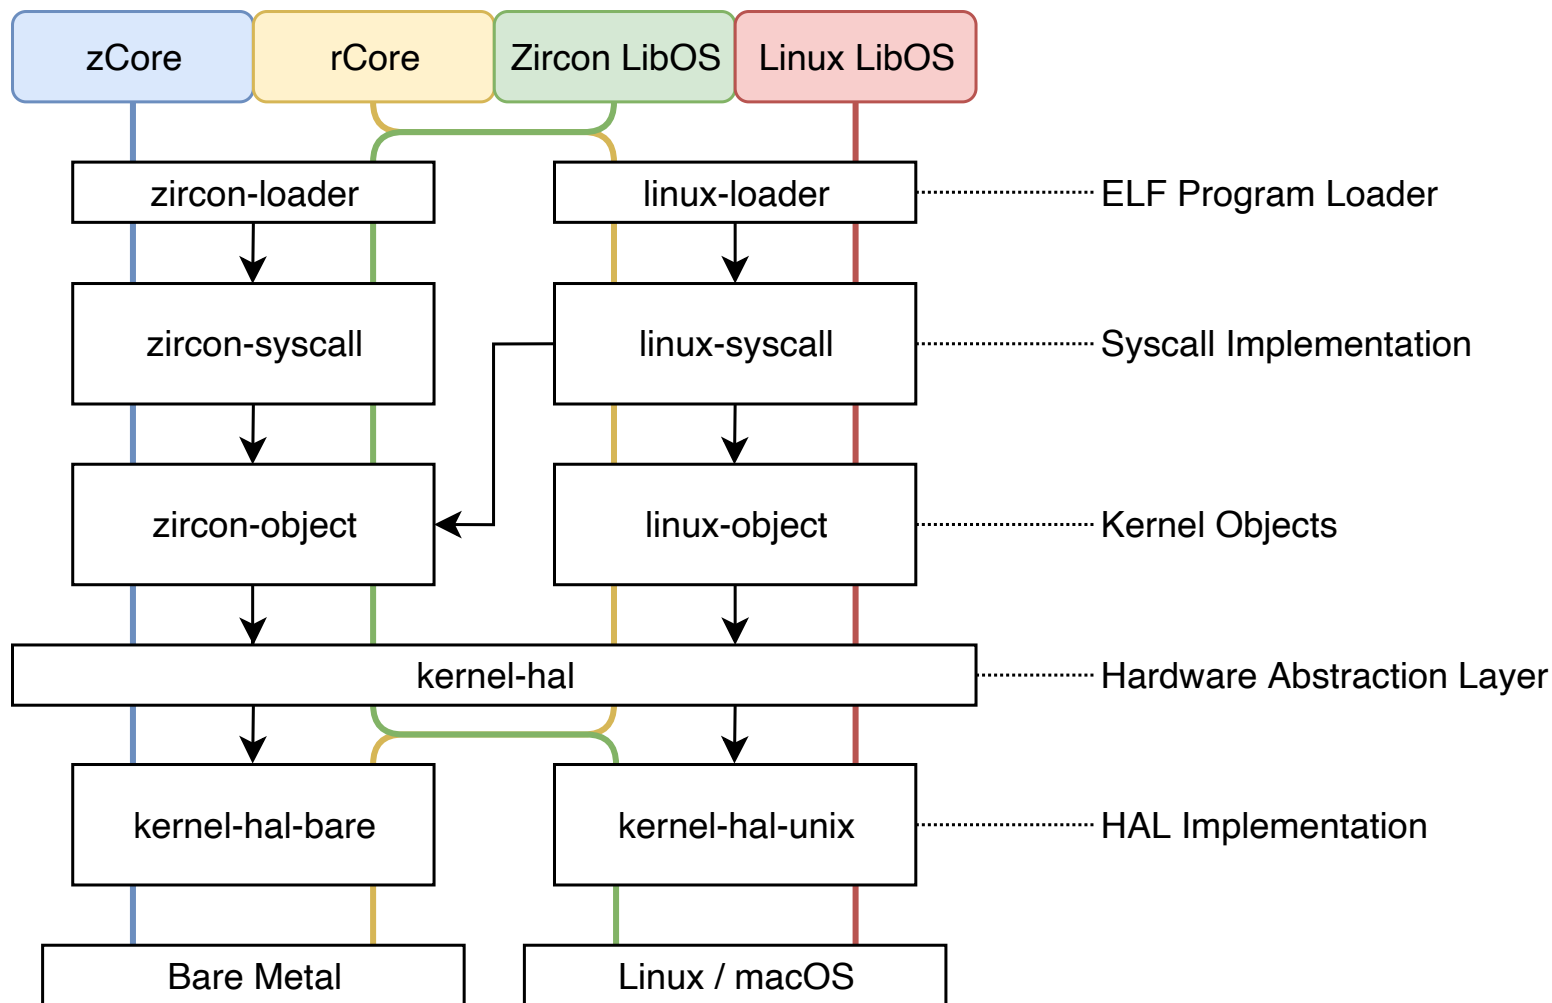 zCore
rCore
Zircon LibOS
Linux LibOS
zircon-loader
linux-loader
ELF Program Loader
zircon-syscall
linux-syscall
Syscall Implementation
zircon-object
linux-object
Kernel Objects
kernel-hal
Hardware Abstraction Layer
kernel-hal-bare
kernel-hal-unix
HAL Implementation
Bare Metal
Linux / macOS